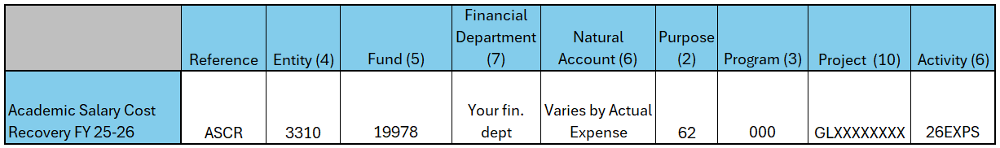 Reference
Entity (4)
Fund (5)
Financial
Department
(7)
Natural
Account (6)
Purpose
(2)
Program (3)
Project (10)
Activity (6)
Academic Salary Cost
Recovery FY 25-26
ASCR
3310
19978
Your fin.
dept
Varies by Actual
Expense
62
000
GLXXXXXXXX
26EXPS